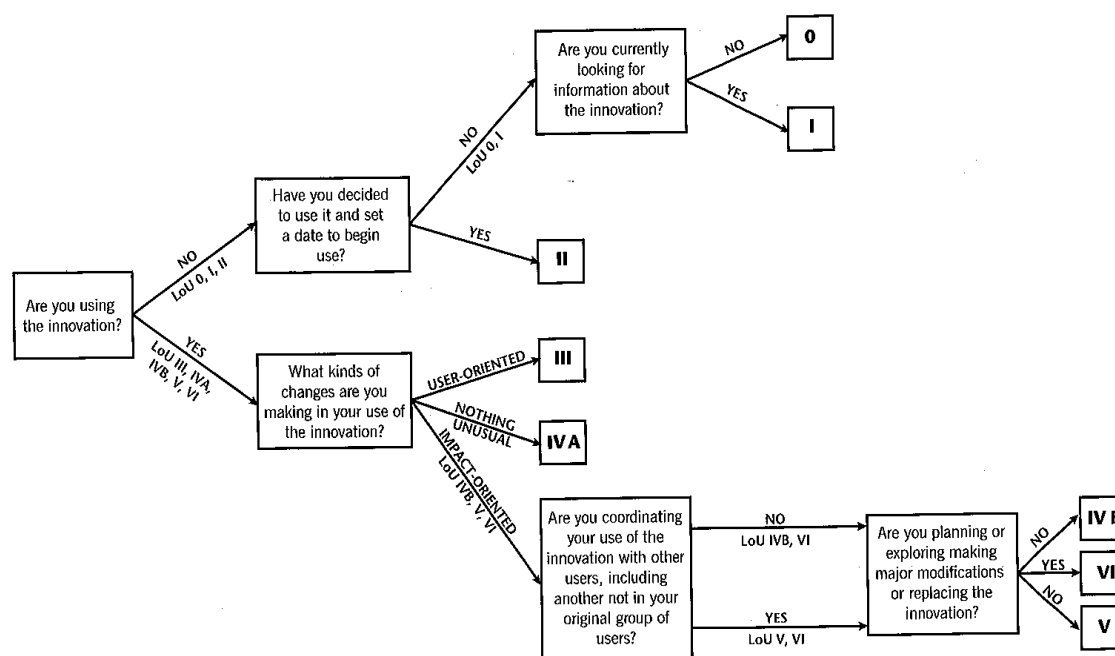 Are you using
the innovation?
NO
LoU 0, I, II
YES
LoU III, IVA,
IVB, V, VI
Have you decided
to use it and set
a date to begin
use?
NO
LoU 0, I
YES
II
Are you currently
looking for
information about
the innovation?
NO
0
YES
I
What kinds of
changes are you
making in your use of
the innovation?
USER-ORIENTED
III
NOTHING
UNUSUAL
IVA
IMPACT-ORIENTED
LoU IVB, V, VI
Are you coordinating
your use of the
innovation with other
users, including
another not in your
original group of
users?
NO
LoU IVB, VI
YES
LoU V, VI
Are you planning or
exploring making
major modifications
or replacing the
innovation?
NO
IV
YES
VI
NO
V